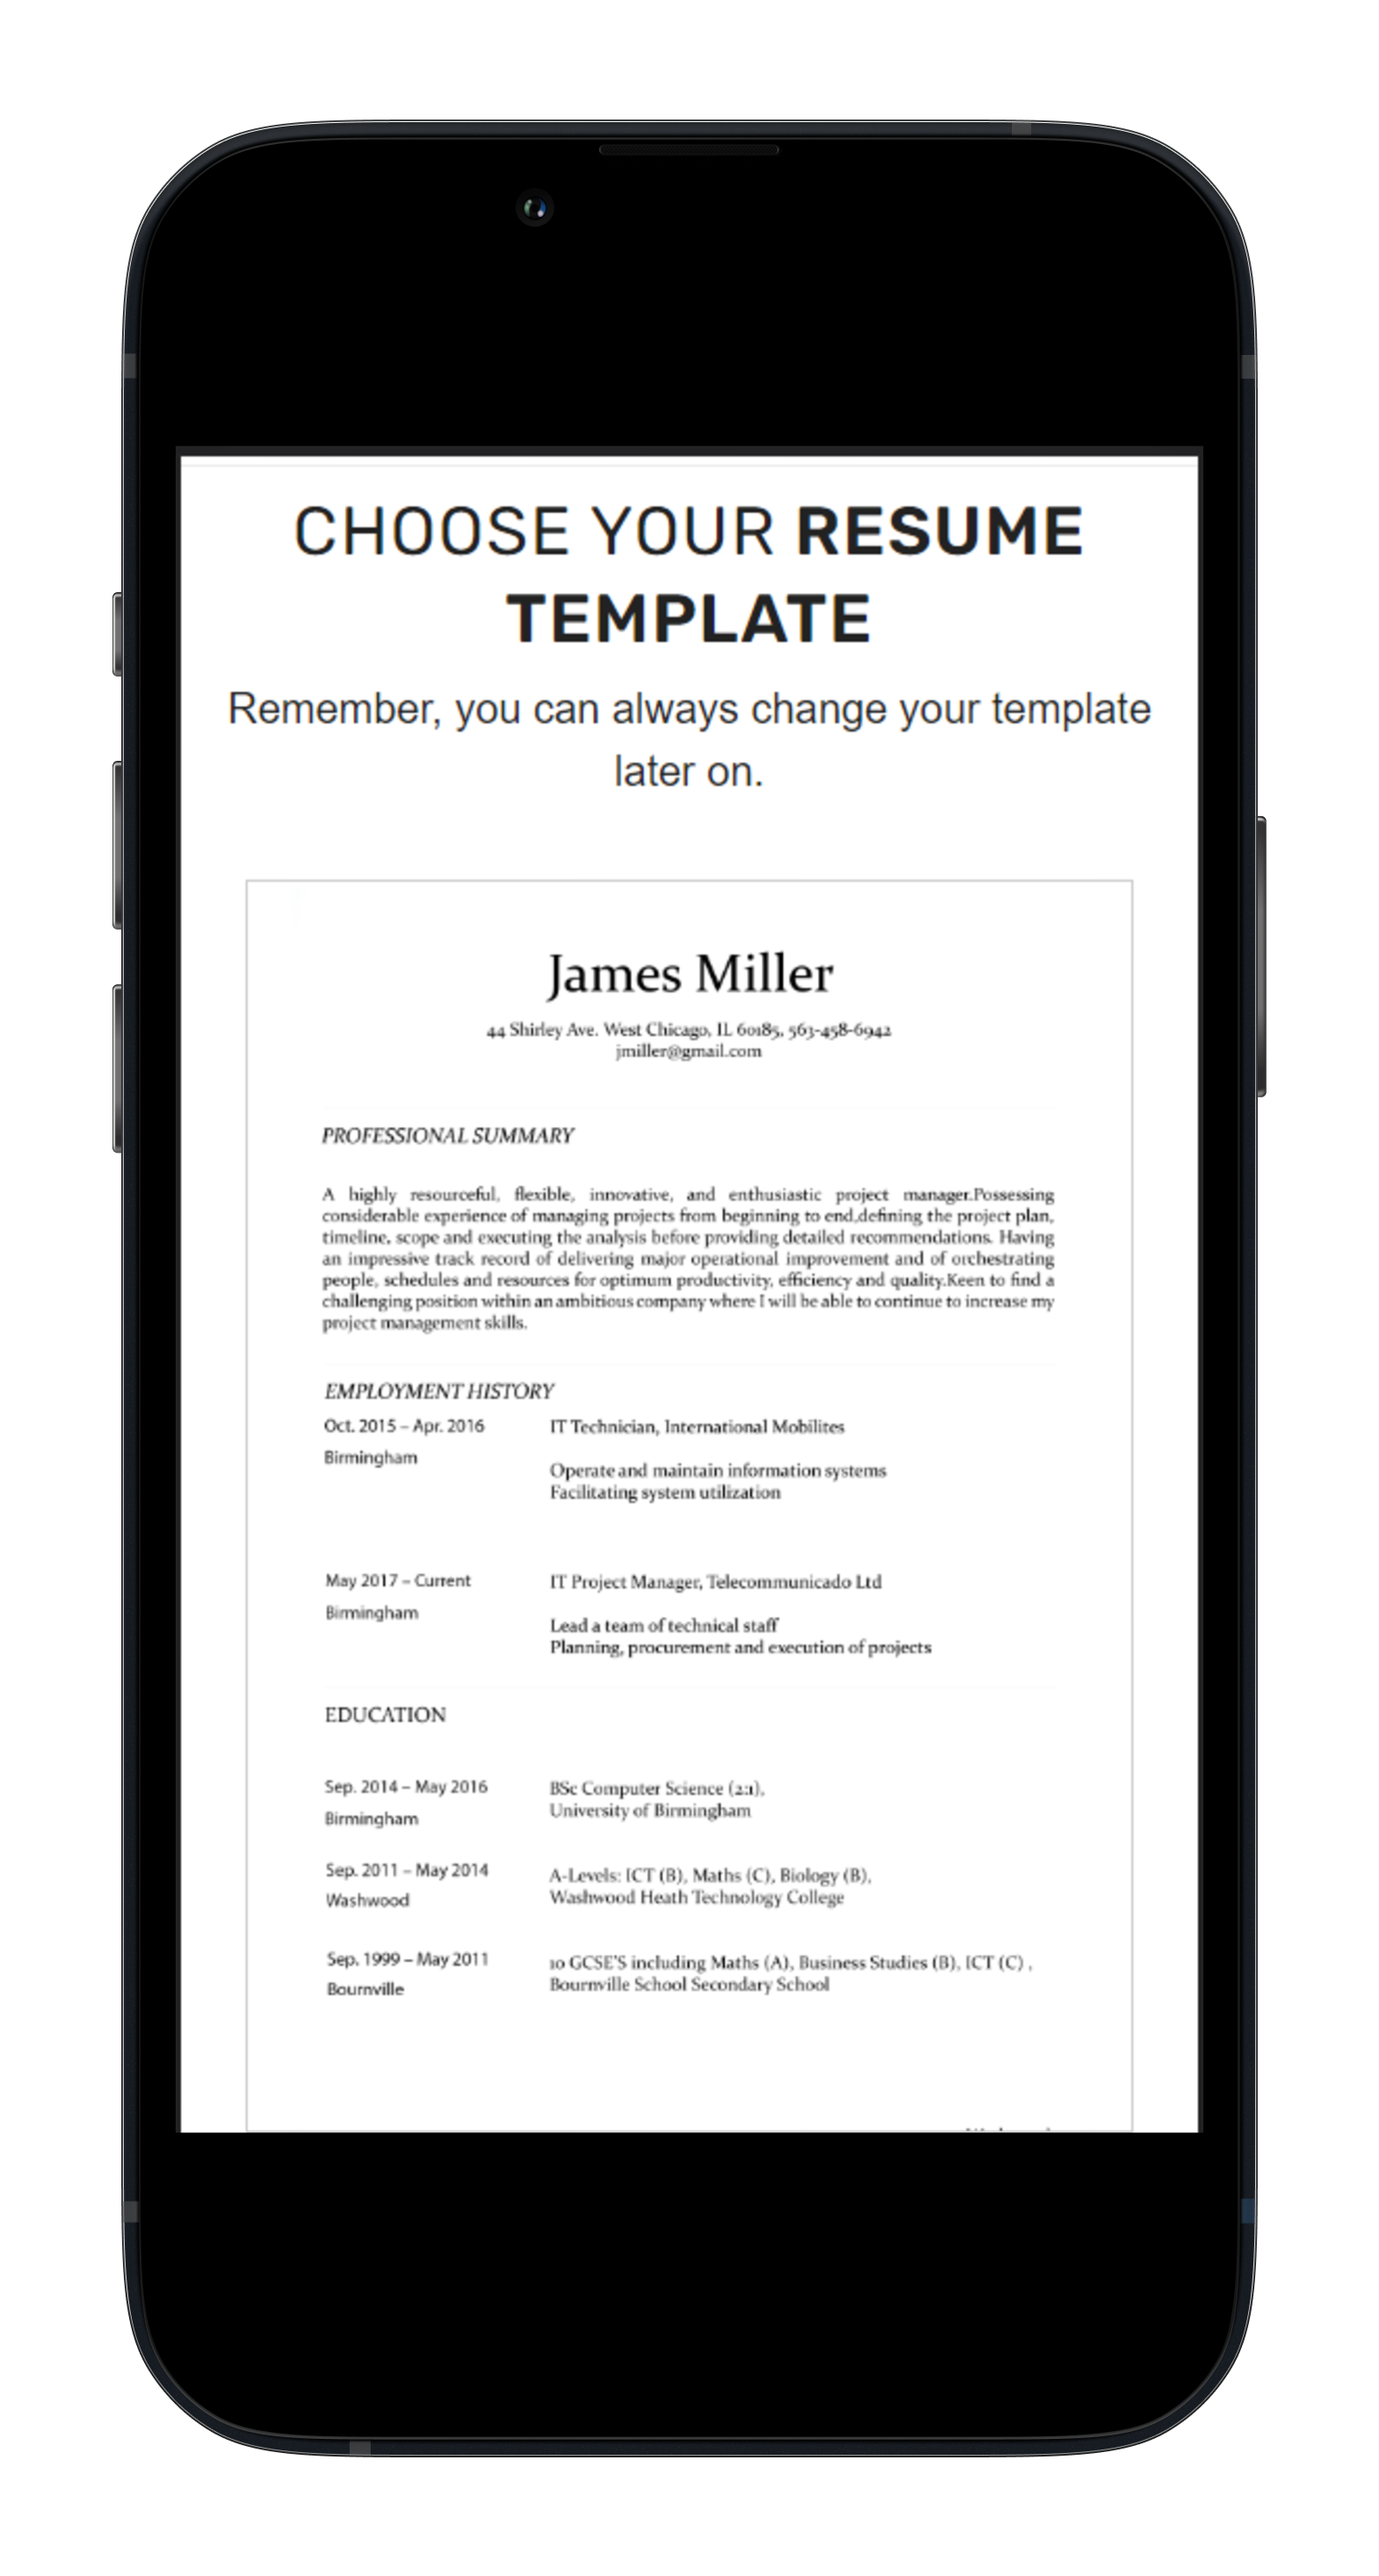 CHOOSE YOUR RESUME
TEMPLATE
Remember, you can always change your template
later on.
James Miller
44 Shirley Ave. West Chicago, IL 60185, 563-458-6942
jmiller@gmail.com
PROFESSIONAL SUMMARY
A highly resourceful, flexible, innovative, and enthusiastic project manager.Possessing
considerable experience of managing projects from beginning to end,defining the project plan,
timeline, scope and executing the analysis before providing detailed recommendations. Having
an impressive track record of delivering major operational improvement and of orchestrating
people, schedules and resources for optimum productivity, efficiency and quality.Keen to find a
challenging position within an ambitious company where I will be able to continue to increase my
project management skills.
EMPLOYMENT HISTORY
Oct. 2015 – Apr. 2016 IT Technician, International Mobilites
Birmingham
Operate and maintain information systems
Facilitating system utilization
May 2017 – Current IT Project Manager, Telecommunicado Ltd
Birmingham
Lead a team of technical staff
Planning, procurement and execution of projects
EDUCATION
Sep. 2014 – May 2016 BSc Computer Science (2:1),
Birmingham University of Birmingham
Sep. 2011 – May 2014 A-Levels: ICT (B), Maths (C), Biology (B),
Washwood Washwood Heath Technology College
Sep. 1999 – May 2011 10 GCSE'S including Maths (A), Business Studies (B), ICT (C) ,
Bournville Bournville School Secondary School